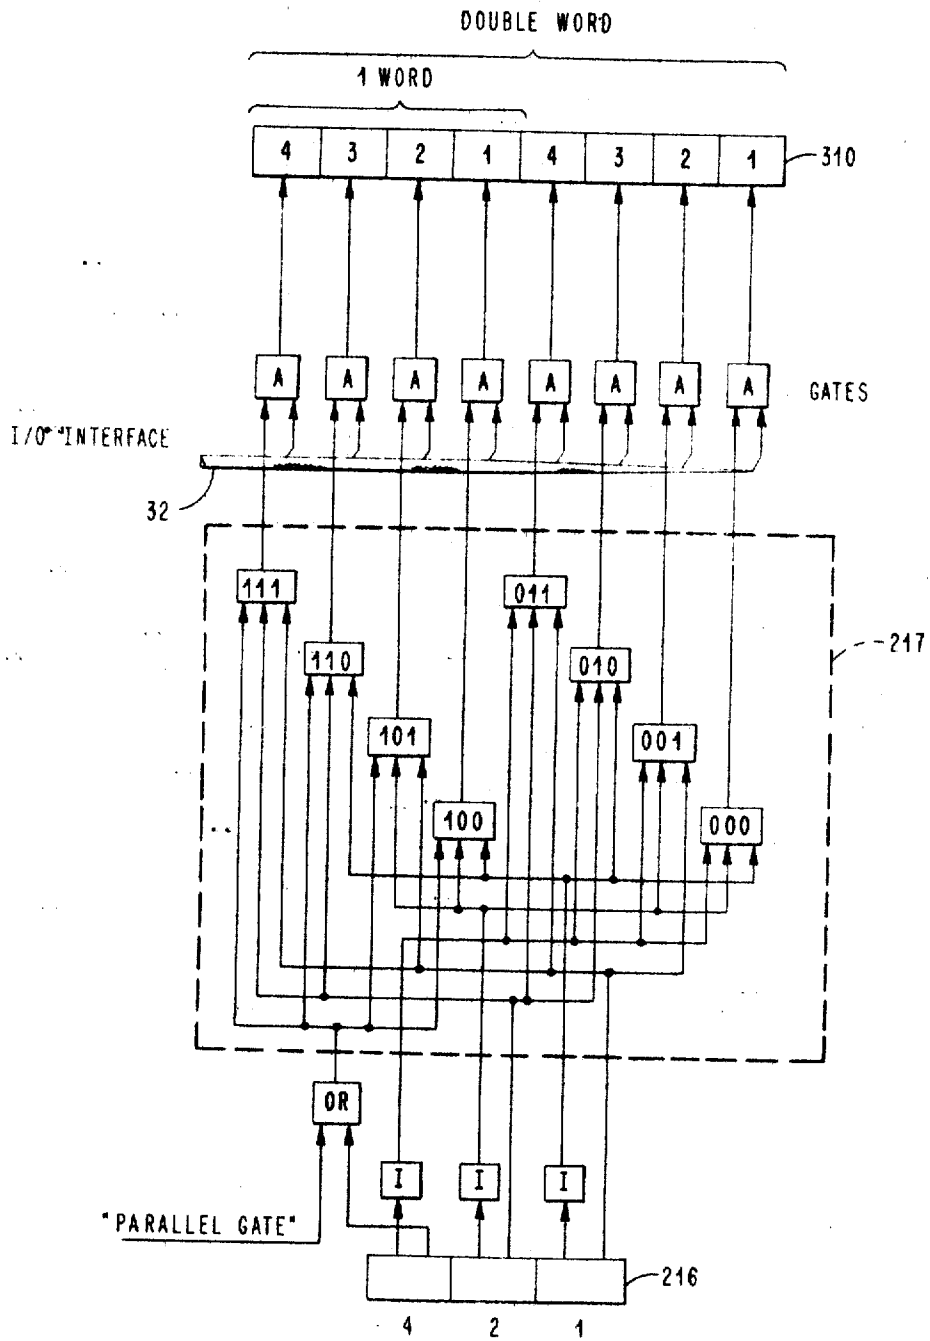 DOUBLE WORD
1 WORD
4 3 2 1 4 3 2 1 310
A A A A A A A A GATES
I/O "INTERFACE
32
111 011
217
110 010
101 001
100 000
OR
I I I
"PARALLEL GATE"
216
4 2 1